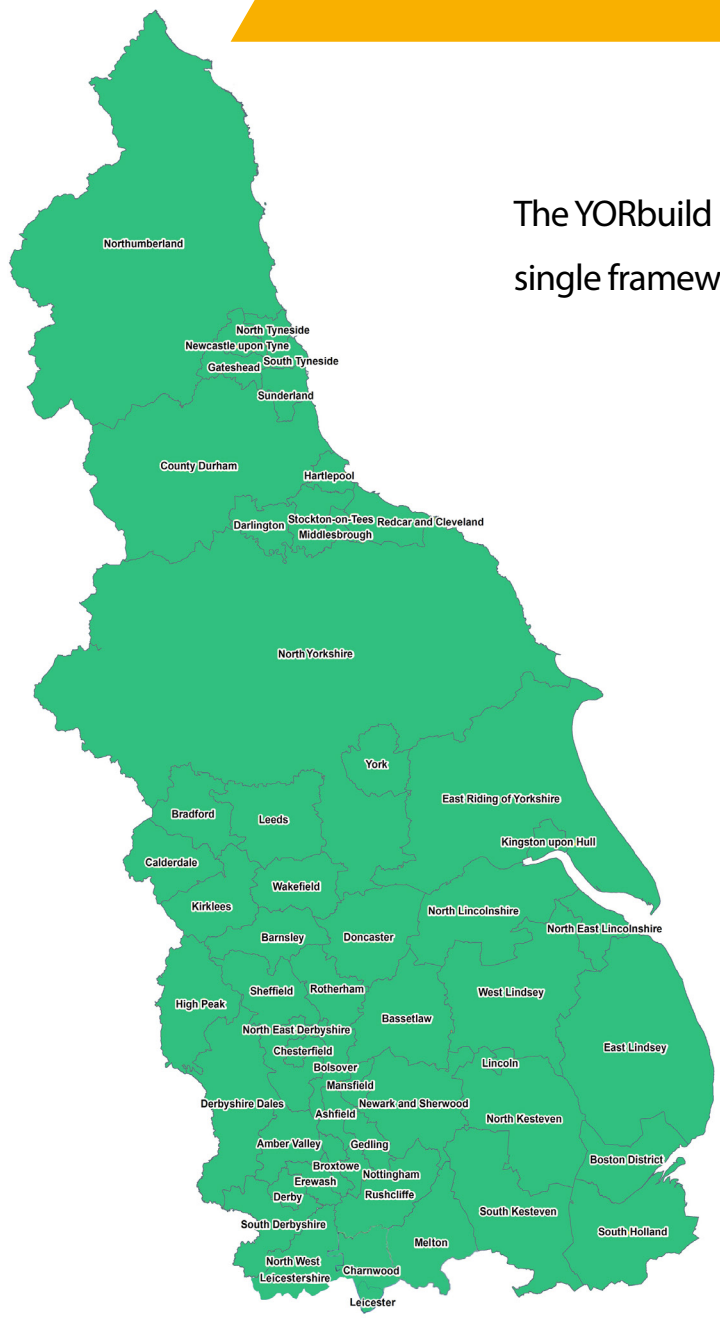 The YORbuild
single framew
Northumberland
North Tyneside
Newcastle upon Tyne
South Tyneside
Gateshead
Sunderland
County Durham
Hartlepool
Stockton-on-Tees
Redcar and Cleveland
Darlington
Middlesbrough
North Yorkshire
York
East Riding of Yorkshire
Bradford
Leeds
Kingston upon Hull
Calderdale
Wakefield
Kirklees
North Lincolnshire
North East Lincolnshire
Barnsley
Doncaster
Sheffield
Rotherham
West Lindsey
High Peak
Bassetlaw
North East Derbyshire
East Lindsey
Chesterfield
Lincoln
Bolsover
Mansfield
Derbyshire Dales
Newark and Sherwood
Ashfield
North Kesteven
Amber Valley
Gedling
Boston District
Broxtowe
Nottingham
Erewash
Derby
Rushcliffe
South Kesteven
South Derbyshire
South Holland
Melton
North West
Leicestershire
Charnwood
Leicester